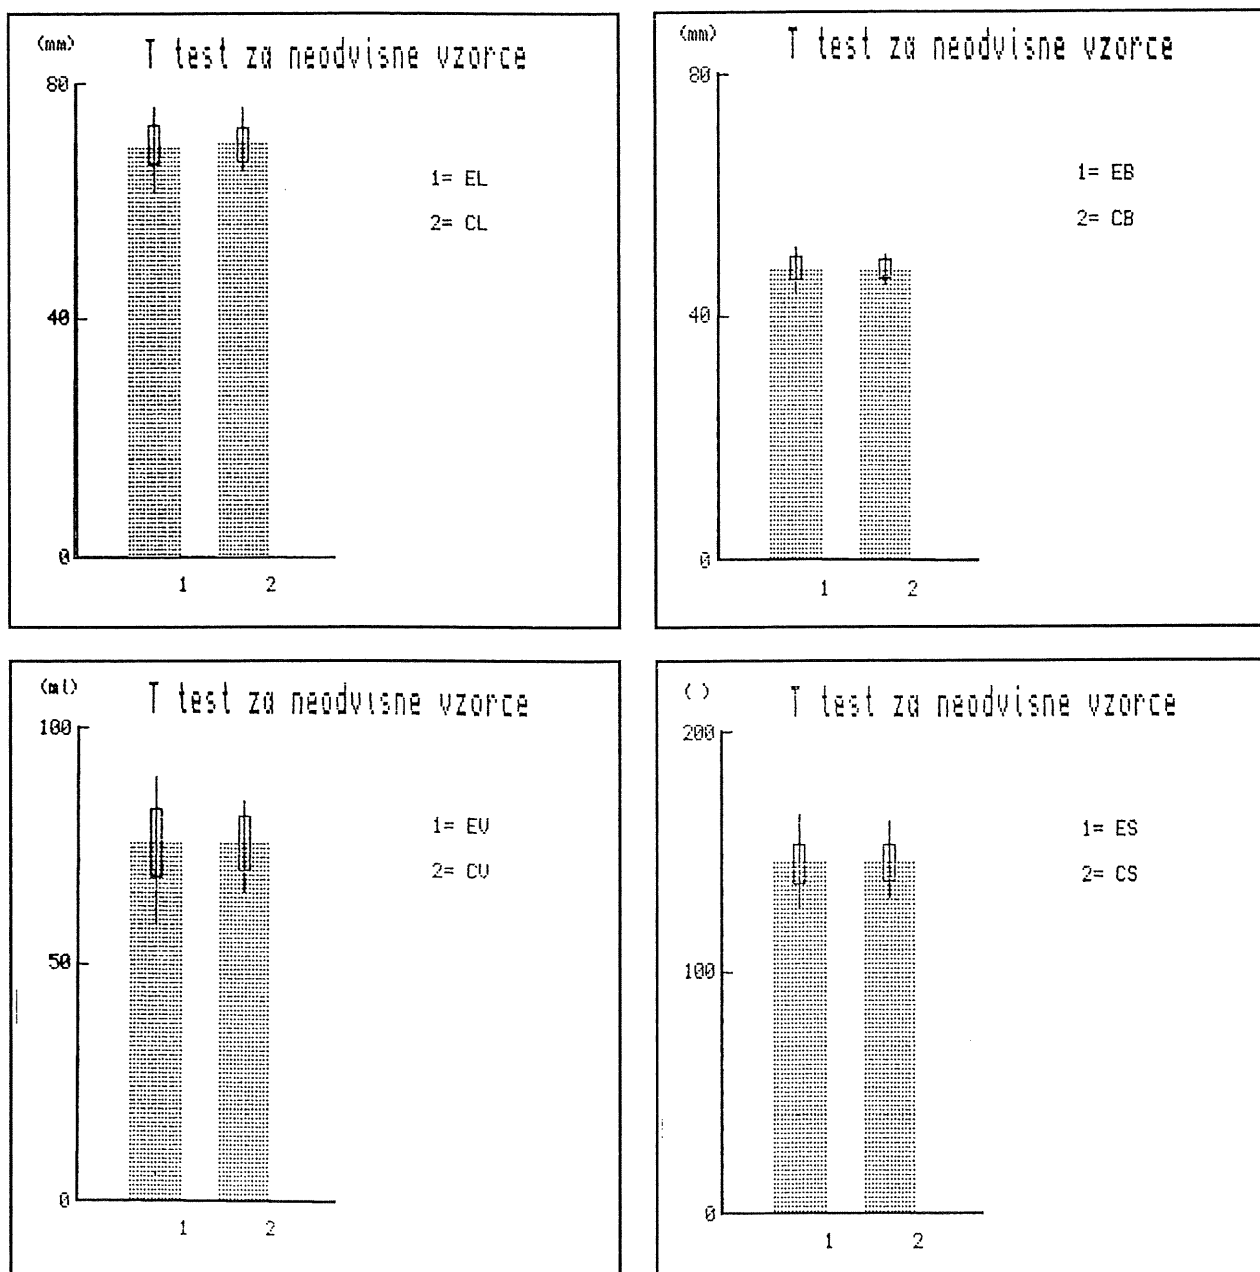 (mm)
T test za neodvisne vzorce
80
1= EL
2= CL
40
0
1 2
(mm)
T test za neodvisne vzorce
80
1= EB
2= CB
40
0
1 2
(ml)
T test za neodvisne vzorce
100
1= EV
2= CV
50
0
1 2
( )
T test za neodvisne vzorce
200
1= ES
2= CS
100
0
1 2